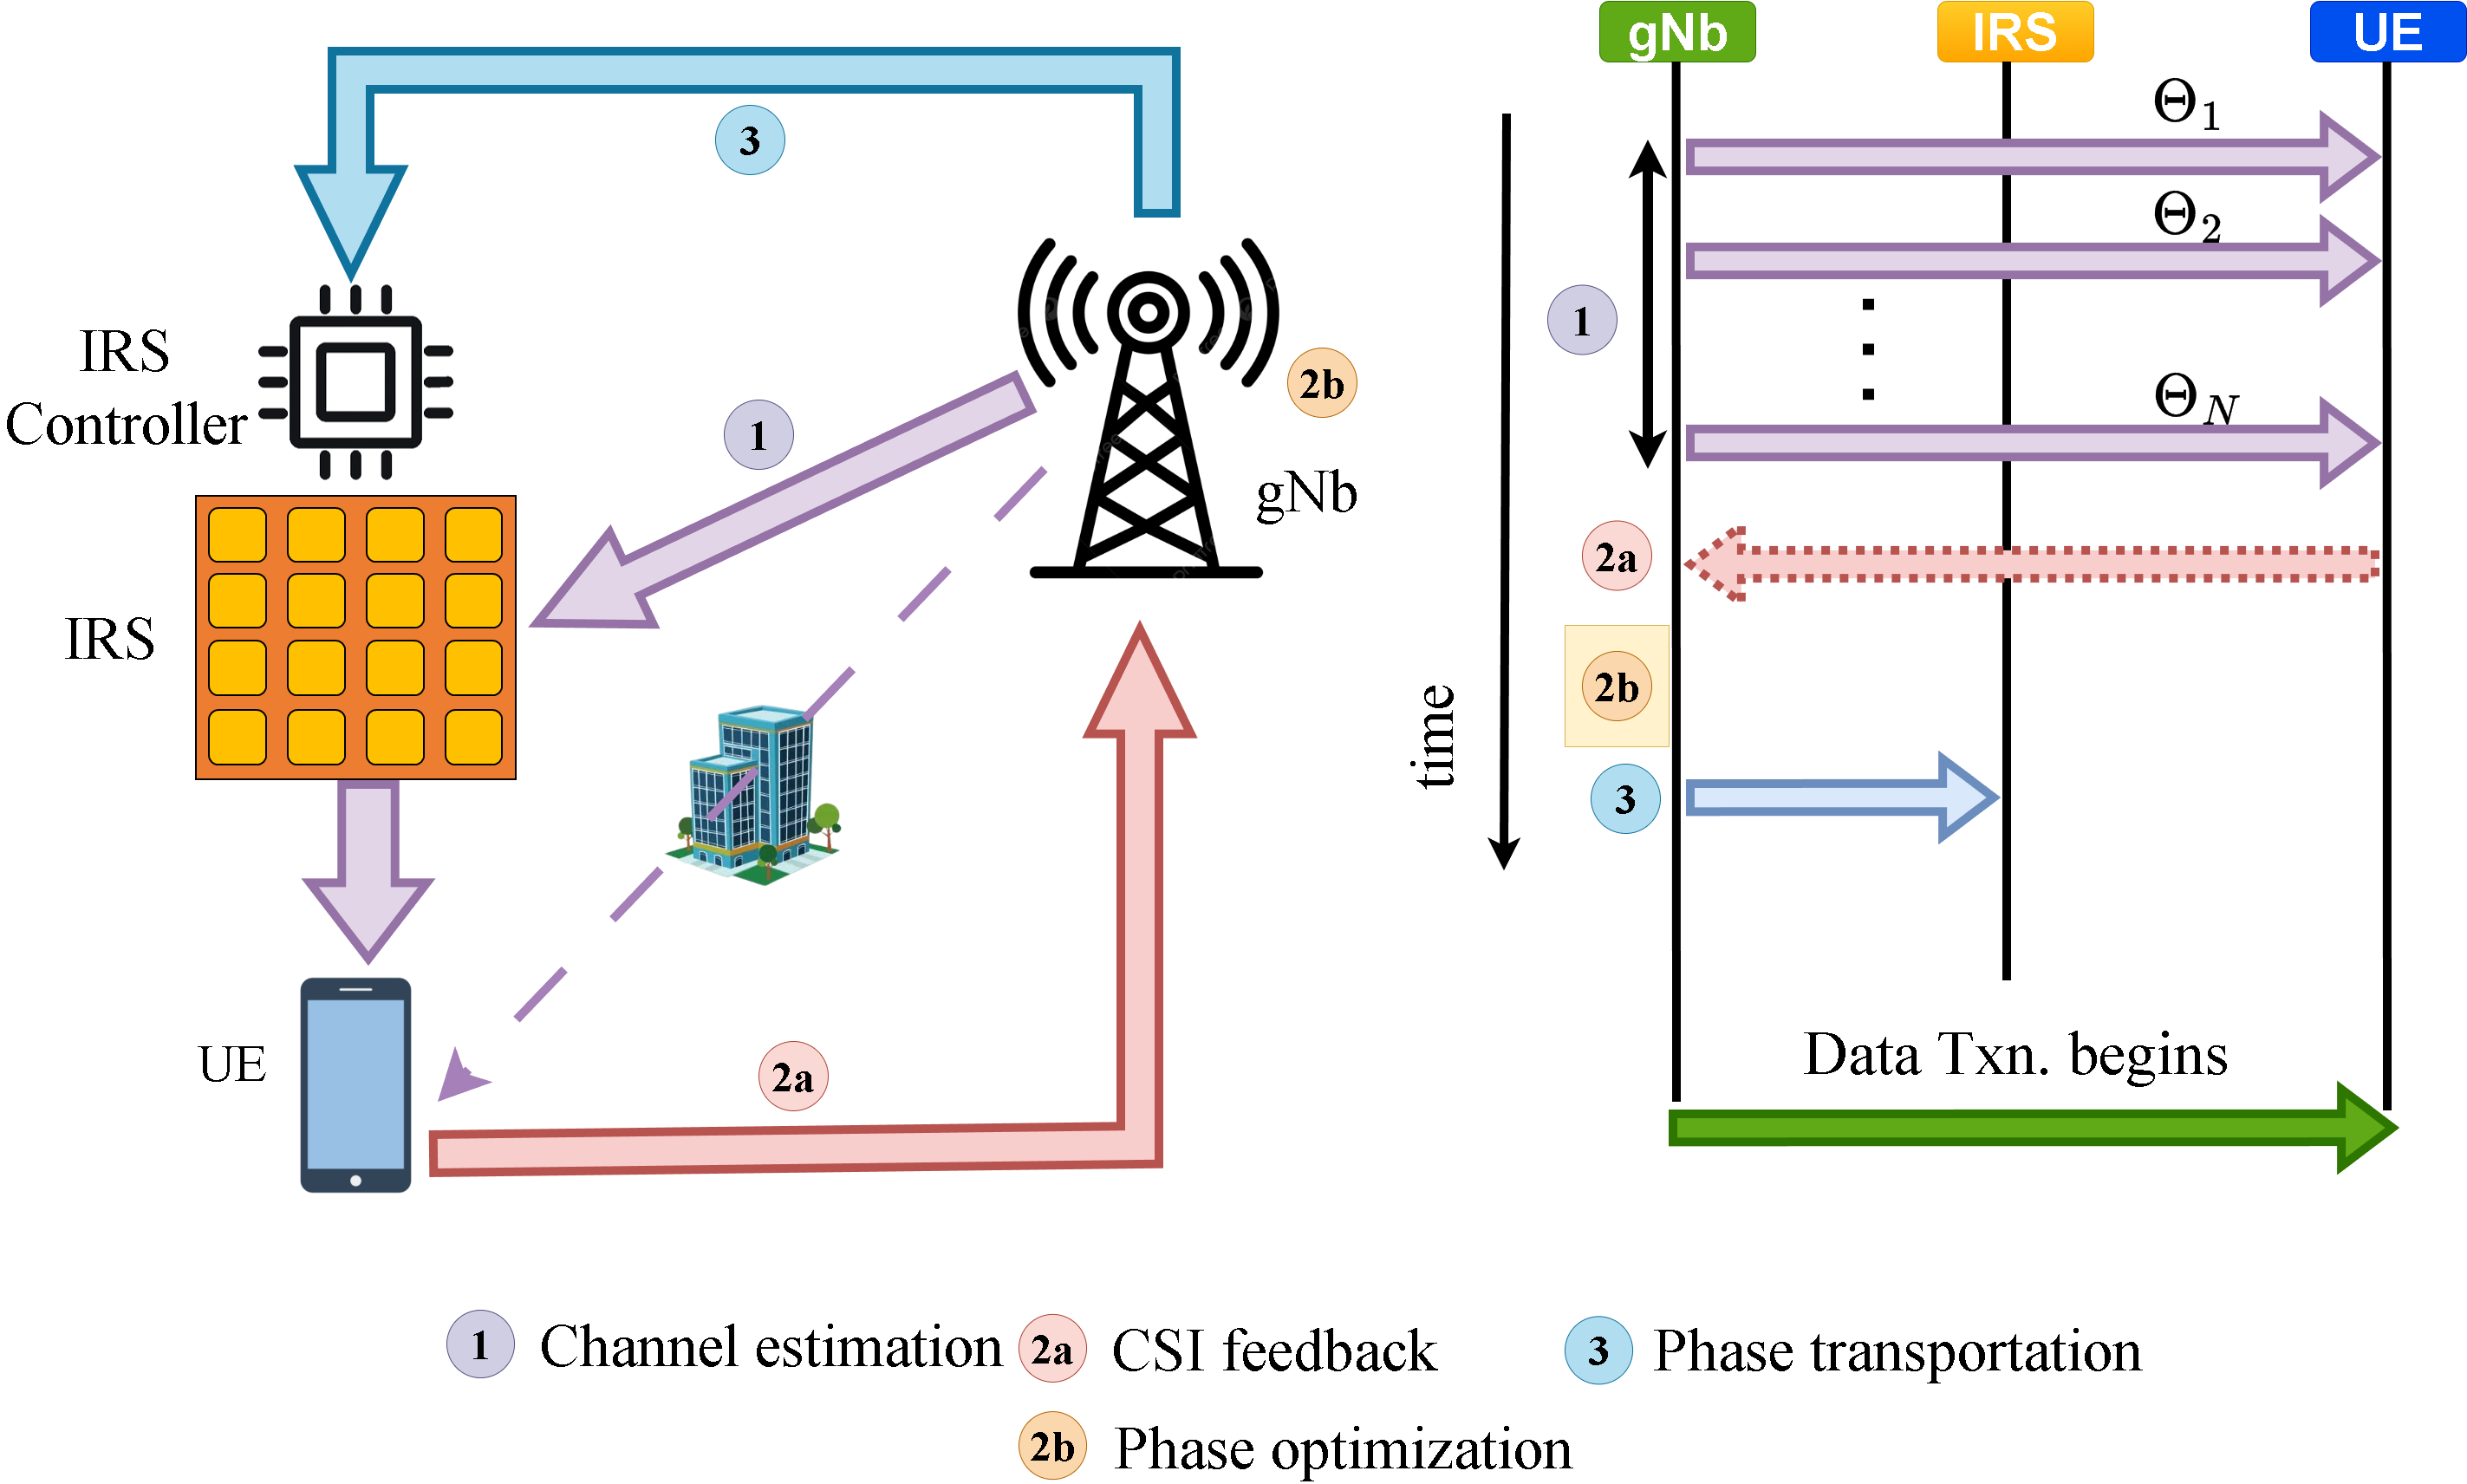 gNb
IRS
UE
Θ1
3
Θ2
IRS
Controller
1
2b
1
ΘN
gNb
2a
IRS
2b
time
3
UE
2a
Data Txn. begins
1 Channel estimation
2a CSI feedback
3 Phase transportation
2b Phase optimization